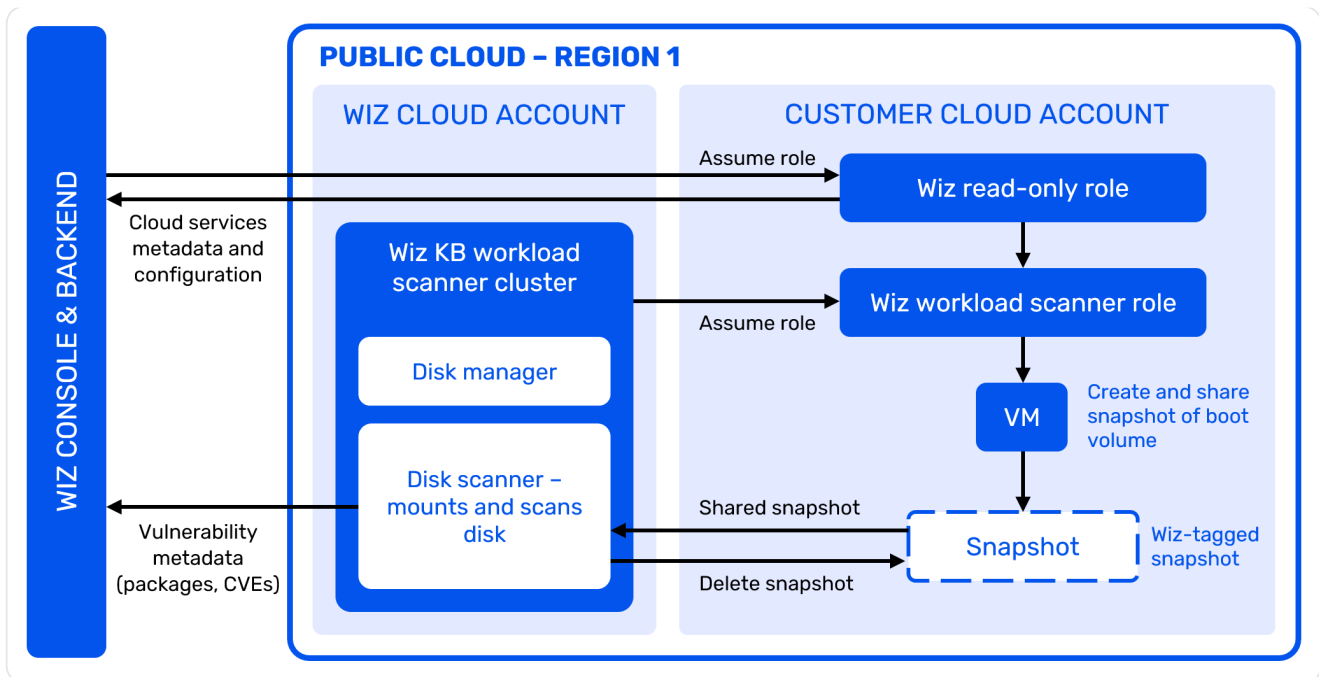 WIZ CONSOLE & BACKEND
PUBLIC CLOUD – REGION 1
WIZ CLOUD ACCOUNT
CUSTOMER CLOUD ACCOUNT
Assume role
Wiz read-only role
Cloud services
metadata and
configuration
Wiz KB workload
scanner cluster
Wiz workload scanner role
Assume role
Disk manager
VM
Create and share
snapshot of boot
volume
Disk scanner –
mounts and scans
disk
Vulnerability
metadata
(packages, CVEs)
Shared snapshot
Snapshot
Wiz-tagged
snapshot
Delete snapshot